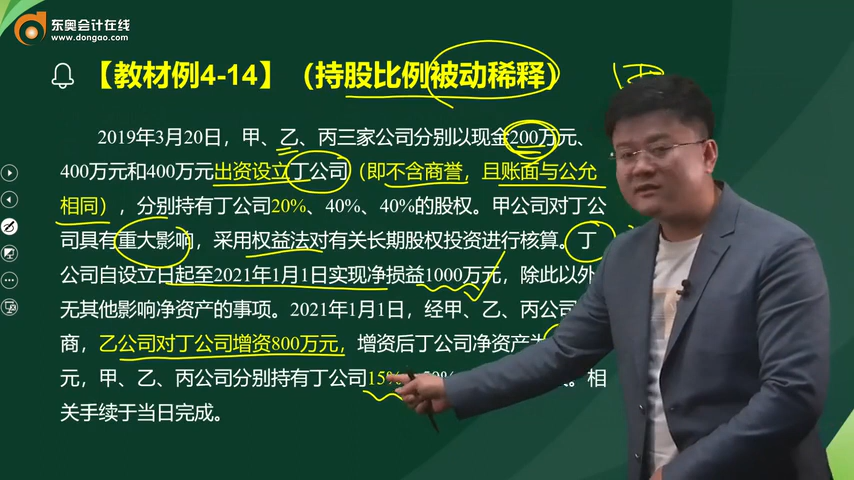 东奥会计在线
www.dongao.com
【教材例4-14】（持股比例被动稀释）
2019年3月20日，甲、乙、丙三家公司分别以现金200万元、
400万元和400万元出资设立丁公司（即不含商誉，且账面与公允
相同），分别持有丁公司20%、40%、40%的股权。甲公司对丁公
司具有重大影响，采用权益法对有关长期股权投资进行核算。丁
公司自设立日起至2021年1月1日实现净损益1000万元，除此以外
无其他影响净资产的事项。2021年1月1日，经甲、乙、丙公司
商，乙公司对丁公司增资800万元，增资后丁公司净资产为
元，甲、乙、丙公司分别持有丁公司15% 相
关手续于当日完成。